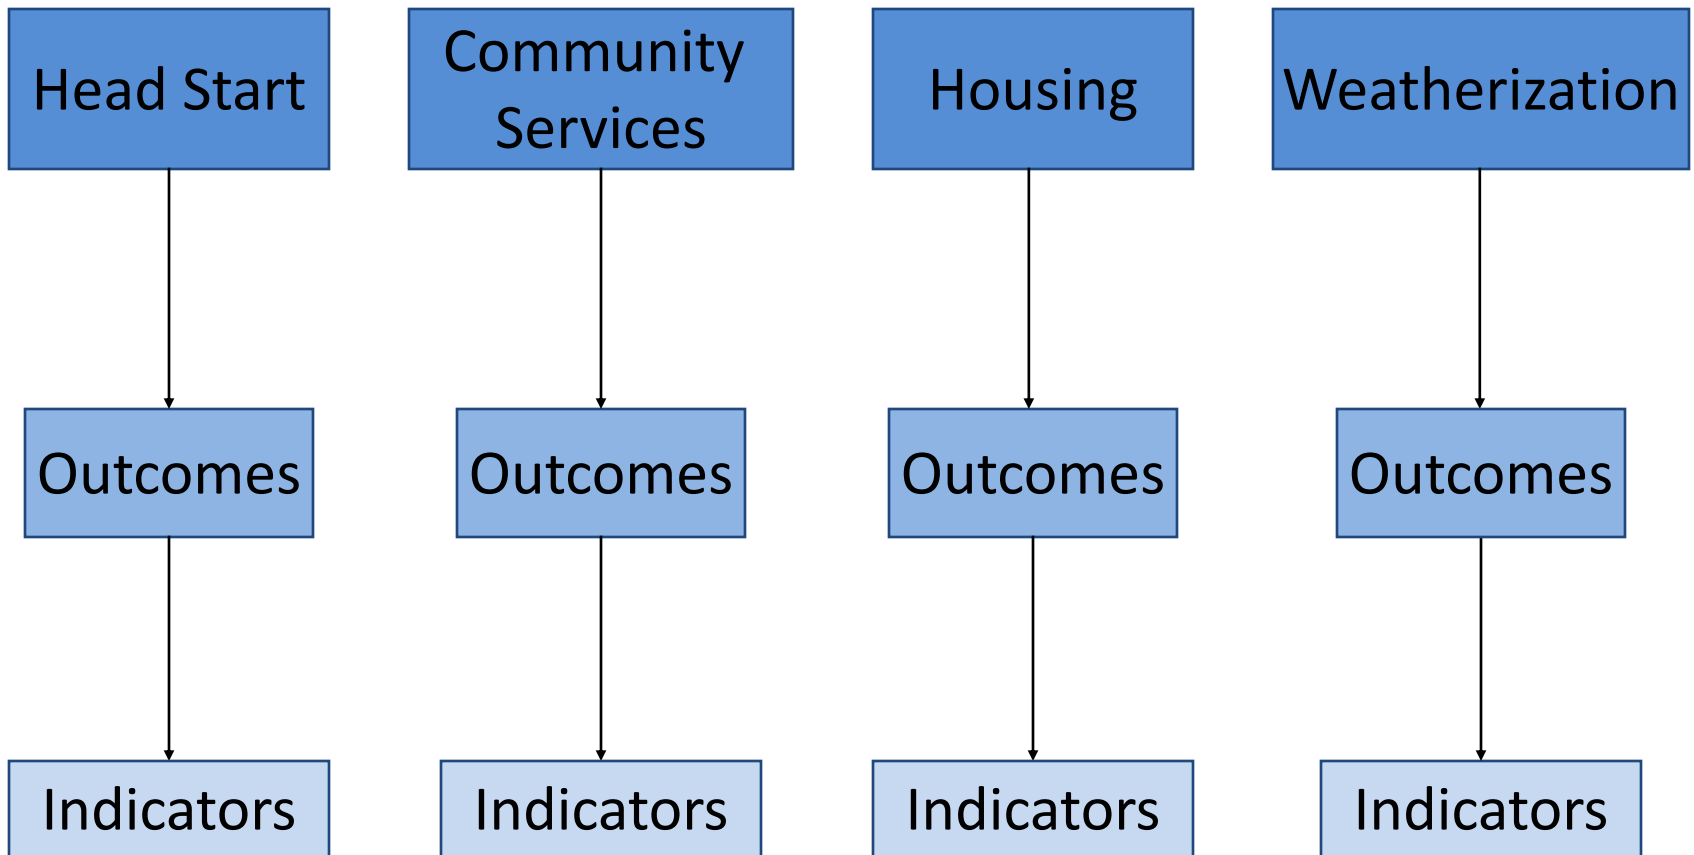 Head Start
Community
Services
Housing
Weatherization
Outcomes
Outcomes
Outcomes
Outcomes
Indicators
Indicators
Indicators
Indicators